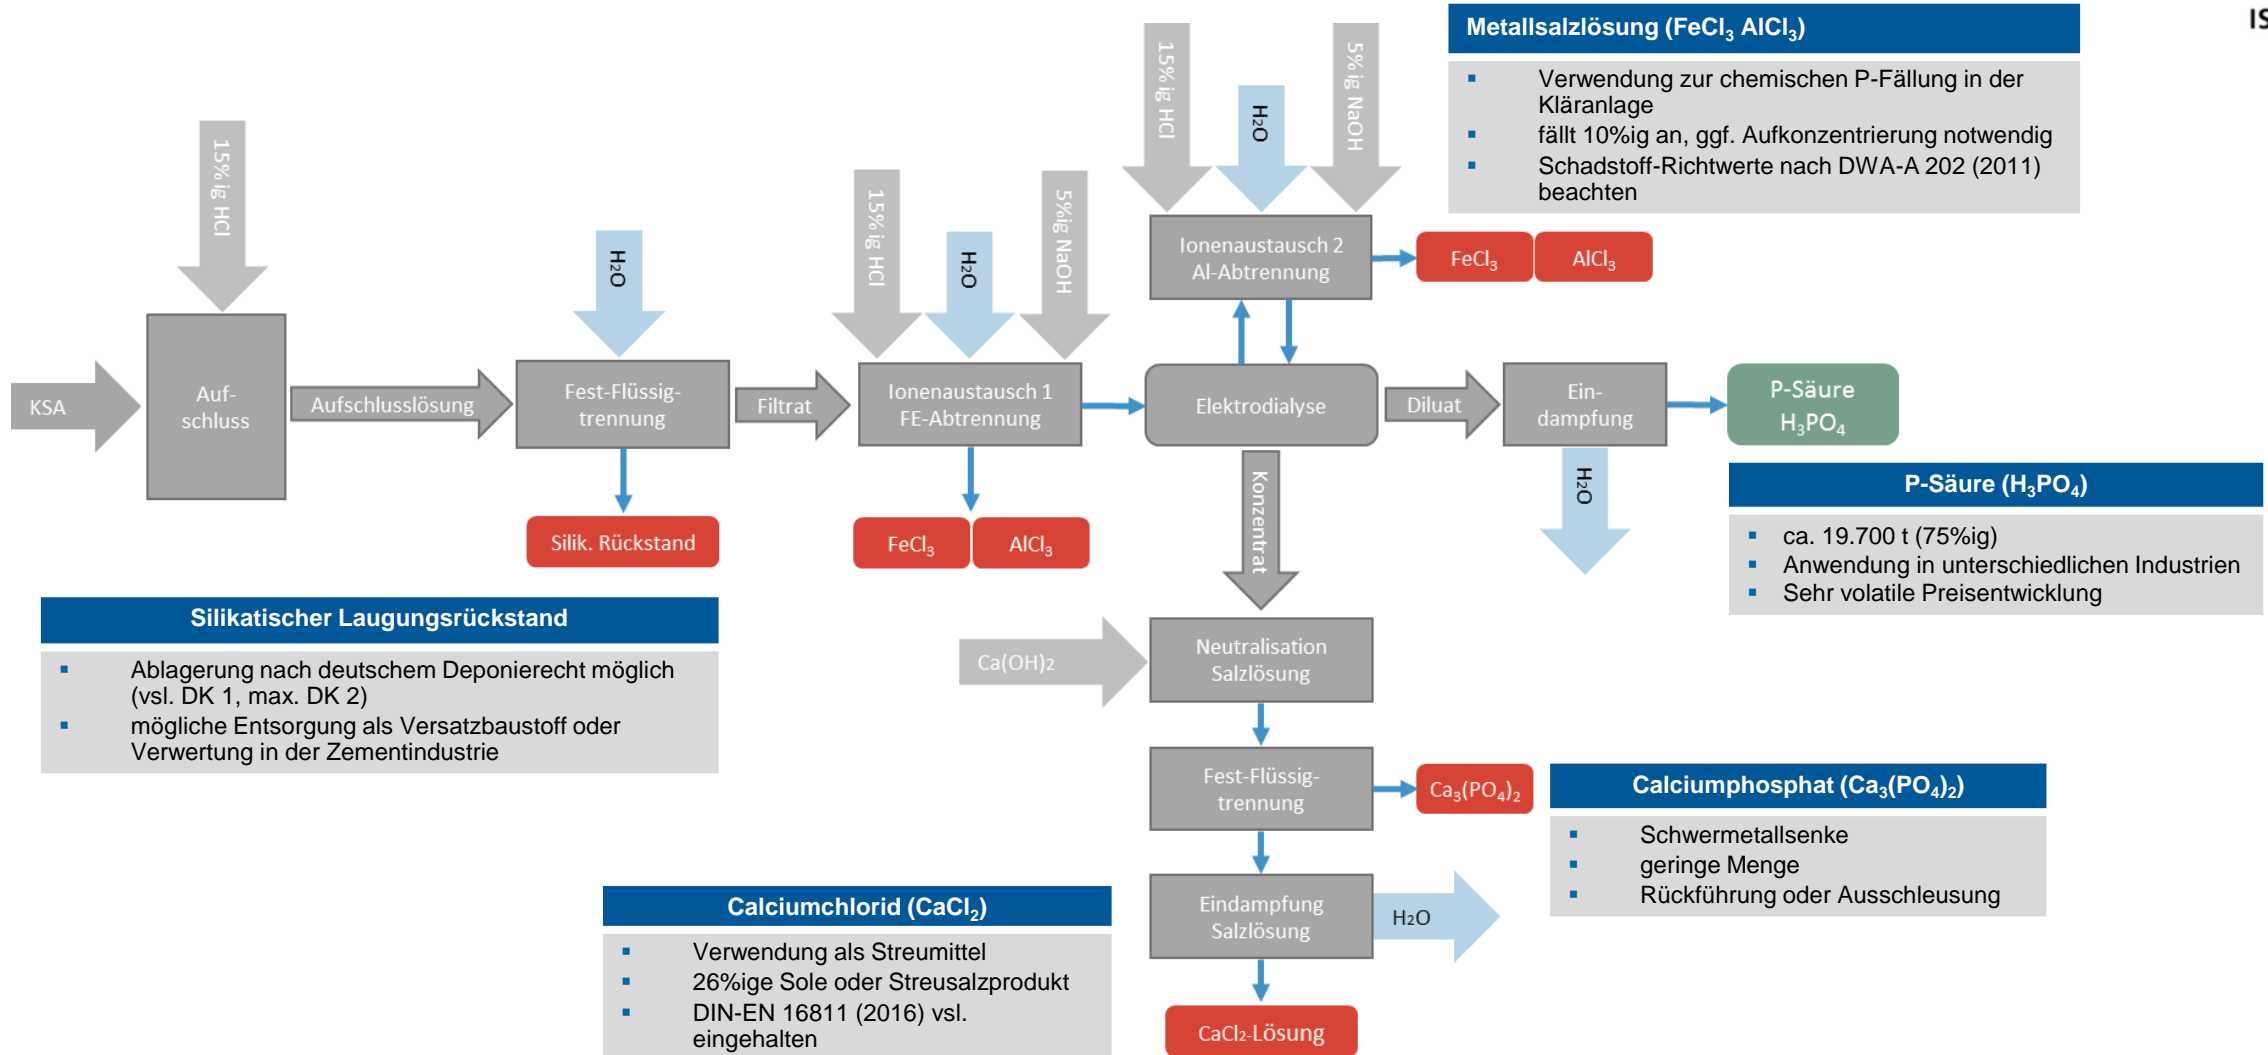 IS
Metallsalzlösung (FeCl₃ AlCl₃)
▪ Verwendung zur chemischen P-Fällung in der
Kläranlage
▪ fällt 10%ig an, ggf. Aufkonzentrierung notwendig
▪ Schadstoff-Richtwerte nach DWA-A 202 (2011)
beachten
15%ig HCl
H₂O
5%ig NaOH
15%ig HCl
H₂O
15%ig HCl
H₂O
5%ig NaOH
Ionenaustausch 2
Al-Abtrennung
FeCl₃
AlCl₃
KSA
Auf-
schluss
Aufschlusslösung
Fest-Flüssig-
trennung
Filtrat
Ionenaustausch 1
FE-Abtrennung
Elektrodialyse
Diluat
Ein-
dampfung
P-Säure
H₃PO₄
Silik. Rückstand
FeCl₃
AlCl₃
Konzentrat
H₂O
P-Säure (H₃PO₄)
▪ ca. 19.700 t (75%ig)
▪ Anwendung in unterschiedlichen Industrien
▪ Sehr volatile Preisentwicklung
Silikatischer Laugungsrückstand
▪ Ablagerung nach deutschem Deponierecht möglich
(vsl. DK 1, max. DK 2)
▪ mögliche Entsorgung als Versatzbaustoff oder
Verwertung in der Zementindustrie
Ca(OH)₂
Neutralisation
Salzlösung
Fest-Flüssig-
trennung
Ca₃(PO₄)₂
Calciumphosphat (Ca₃(PO₄)₂)
▪ Schwermetallsenke
▪ geringe Menge
▪ Rückführung oder Ausschleusung
Eindampfung
Salzlösung
H₂O
Calciumchlorid (CaCl₂)
▪ Verwendung als Streumittel
▪ 26%ige Sole oder Streusalzprodukt
▪ DIN-EN 16811 (2016) vsl.
eingehalten
CaCl₂-Lösung